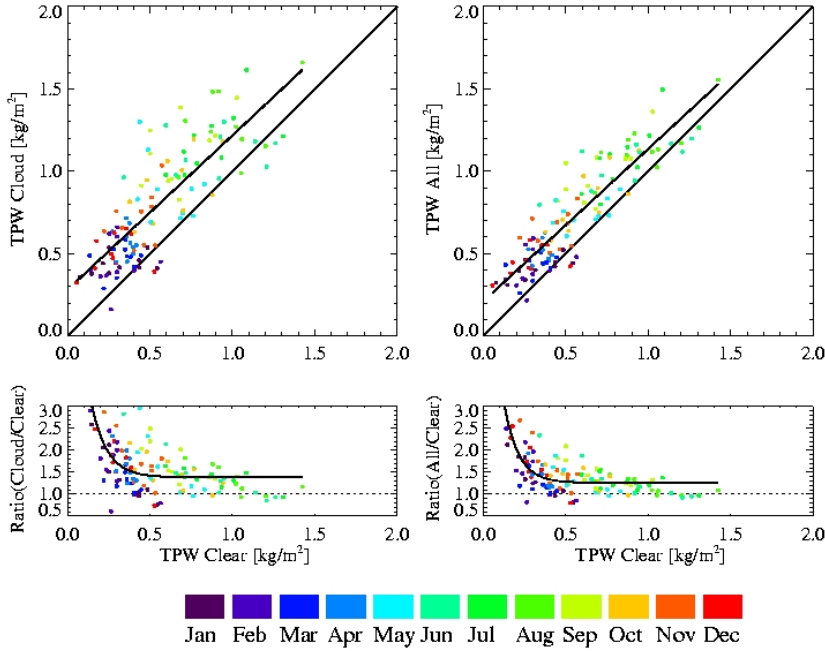 2.0
1.5
1.0
0.5
0.0
TPW Cloud [kg/m²]
0.0 0.5 1.0 1.5 2.0
2.0
1.5
1.0
0.5
0.0
TPW All [kg/m²]
0.0 0.5 1.0 1.5 2.0
3.0
2.5
2.0
1.5
1.0
0.5
Ratio(Cloud/Clear)
0.0 0.5 1.0 1.5 2.0
TPW Clear [kg/m²]
3.0
2.5
2.0
1.5
1.0
0.5
Ratio(All/Clear)
0.0 0.5 1.0 1.5 2.0
TPW Clear [kg/m²]
Jan Feb Mar Apr May Jun Jul Aug Sep Oct Nov Dec